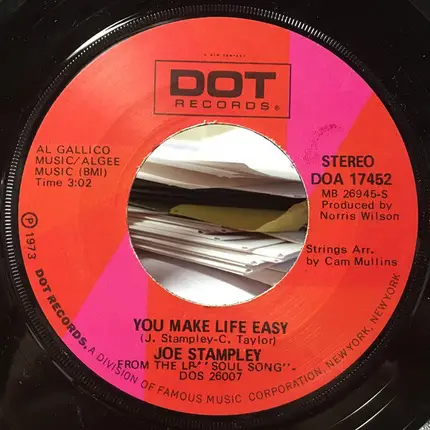 DOT
RECORDS®
AL GALLICO
MUSIC/ALGEE
MUSIC (BMI)
Time 3:02
STEREO
DOA 17452
MB 26945-S
Produced by
Norris Wilson
Strings Arr.
by Cam Mullins
YOU MAKE LIFE EASY
(J. Stampley-C. Taylor)
JOE STAMPLEY
FROM THE LP "SOUL SONG"-
DOS 26007
℗ 1973 DOT RECORDS, A DIVISION OF FAMOUS MUSIC CORPORATION, NEW YORK, NEW YORK